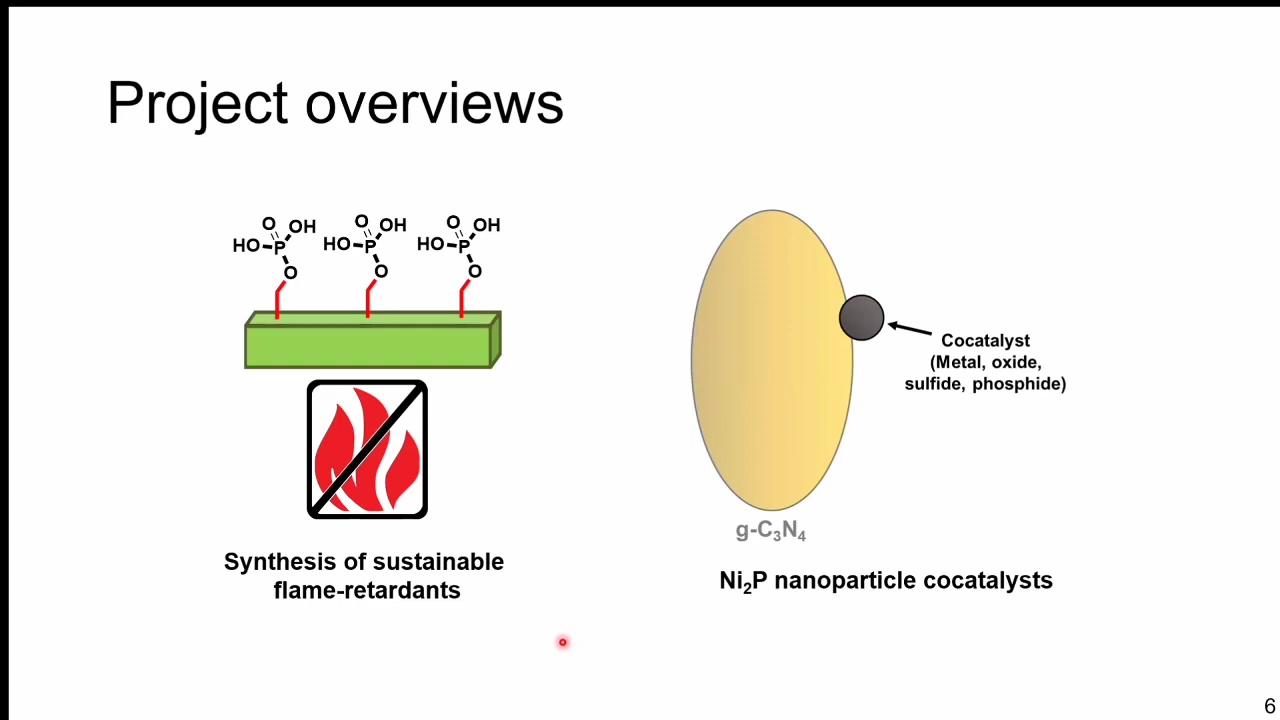 Project overviews
O OH
HO P
O
O OH
HO P
O
O OH
HO P
O
Synthesis of sustainable
flame-retardants
Cocatalyst
(Metal, oxide,
sulfide, phosphide)
g-C₃N₄
Ni₂P nanoparticle cocatalysts
6